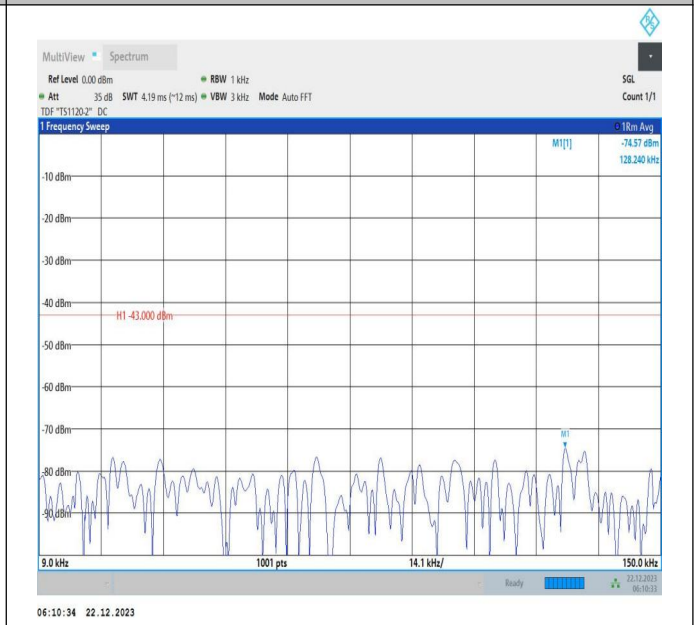 R S
MultiView Spectrum
Ref Level 0.00 dBm RBW 1 kHz SGL
Att 35 dB SWT 4.19 ms (~12 ms) VBW 3 kHz Mode Auto FFT Count 1/1
TDF "TS1120-2" DC
1 Frequency Sweep 1Rm Avg
M1[1] -74.57 dBm
128.240 kHz
-10 dBm
-20 dBm
-30 dBm
-40 dBm
H1 -43.000 dBm
-50 dBm
-60 dBm
-70 dBm
M1
-80 dBm
-90 dBm
9.0 kHz 1001 pts 14.1 kHz/ 150.0 kHz
Ready 22.12.2023
06:10:33
06:10:34 22.12.2023